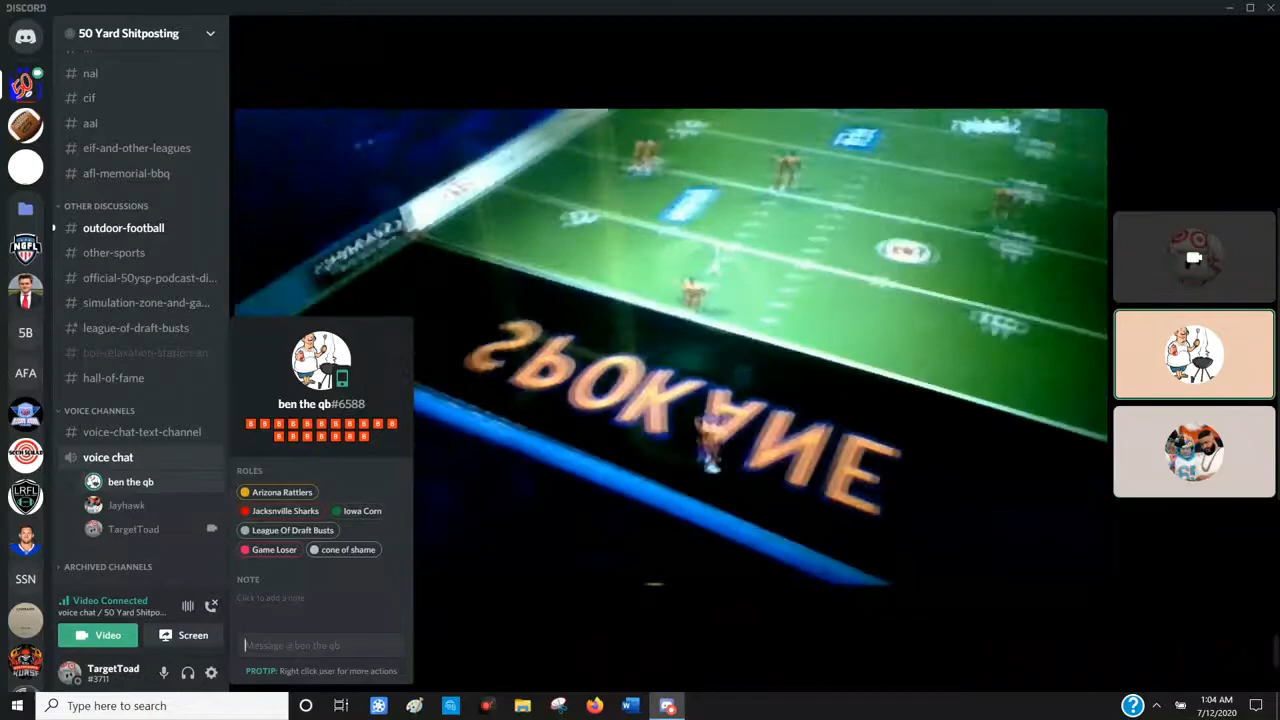 DISCORD
50 Yard Shitposting
nal
cif
aal
eif-and-other-leagues
afl-memorial-bbq
OTHER DISCUSSIONS
outdoor-football
other-sports
official-50ysp-podcast-di...
simulation-zone-and-ga...
league-of-draft-busts
hall-of-fame
VOICE CHANNELS
voice-chat-text-channel
voice chat
ben the qb
Jayhawk
TargetToad
ARCHIVED CHANNELS
Video Connected
voice chat / 50 Yard Shitpo...
Video
Screen
TargetToad
#3711
NGFL
5B
AFA
LRFL
SSN
ben the qb#6588
ROLES
Arizona Rattlers
Jacksnville Sharks
Iowa Corn
League Of Draft Busts
Game Loser
cone of shame
NOTE
Click to add a note
Message @ben the qb
PROTIP: Right click user for more actions
SPOKANE
Type here to search
1:04 AM
7/12/2020